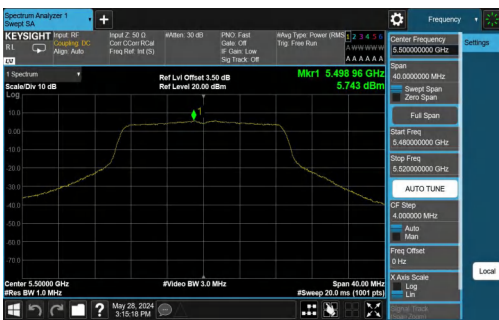 Spectrum Analyzer 1
Swept SA
Frequency
KEYSIGHT
RL
Input: RF
Coupling: DC
Align: Auto
Input Z: 50 Ω
Corr CCorr RCal
Freq Ref: Int (S)
#Atten: 30 dB
PNO: Fast
Gate: Off
IF Gain: Low
Sig Track: Off
#Avg Type: Power (RMS)
Trig: Free Run
1 2 3 4 5 6
A W W W W W
A A A A A A
LV
1 Spectrum
Scale/Div 10 dB
Log
Ref Lvl Offset 3.50 dB
Ref Level 20.00 dBm
Mkr1 5.498 96 GHz
5.743 dBm
1
10.0
0.00
-10.0
-20.0
-30.0
-40.0
-50.0
-60.0
-70.0
Center 5.50000 GHz
#Res BW 1.0 MHz
#Video BW 3.0 MHz
Span 40.00 MHz
#Sweep 20.0 ms (1001 pts)
May 28, 2024
3:15:18 PM
Center Frequency
5.500000000 GHz
Settings
Span
40.0000000 MHz
Swept Span
Zero Span
Full Span
Start Freq
5.480000000 GHz
Stop Freq
5.520000000 GHz
AUTO TUNE
CF Step
4.000000 MHz
Auto
Man
Freq Offset
0 Hz
X Axis Scale
Log
Lin
Local
Signal Track
(Span Zoom)